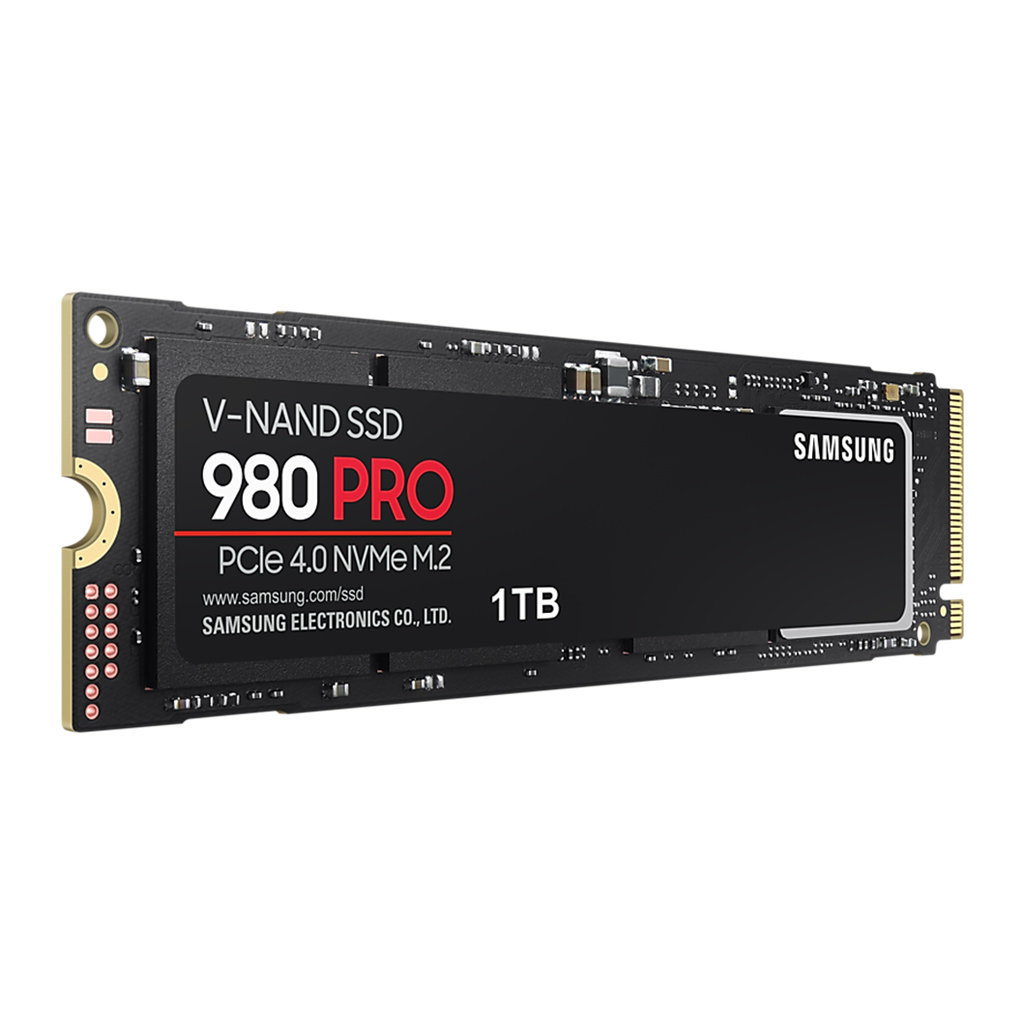 V-NAND SSD
980 PRO
PCIe 4.0 NVMe M.2
www.samsung.com/ssd
SAMSUNG ELECTRONICS CO., LTD.
1TB
SAMSUNG